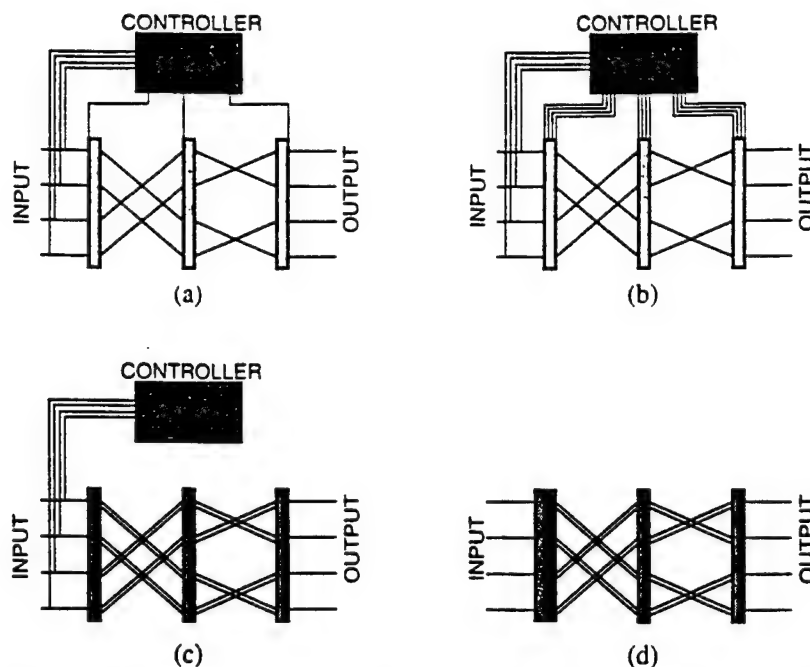 CONTROLLER
INPUT
OUTPUT
(a)
CONTROLLER
INPUT
OUTPUT
(b)
CONTROLLER
INPUT
OUTPUT
(c)
INPUT
OUTPUT
(d)